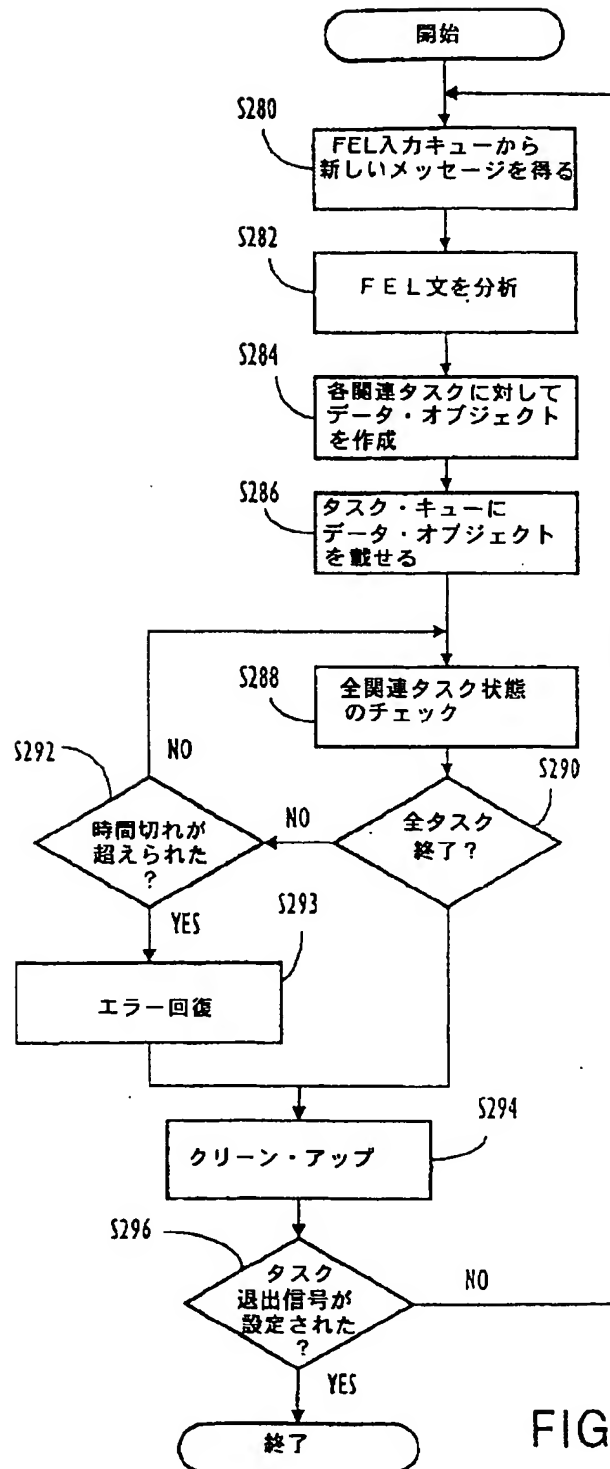 開始
S280
FEL入力キューから
新しいメッセージを得る
S282
FEL文を分析
S284
各関連タスクに対して
データ・オブジェクト
を作成
S286
タスク・キューに
データ・オブジェクト
を載せる
S288
全関連タスク状態
のチェック
S292
NO
S290
時間切れが
超えられた
?
NO
全タスク
終了?
YES
S293
エラー回復
S294
クリーン・アップ
S296
タスク
退出信号が
設定された
?
NO
YES
終了
FIG